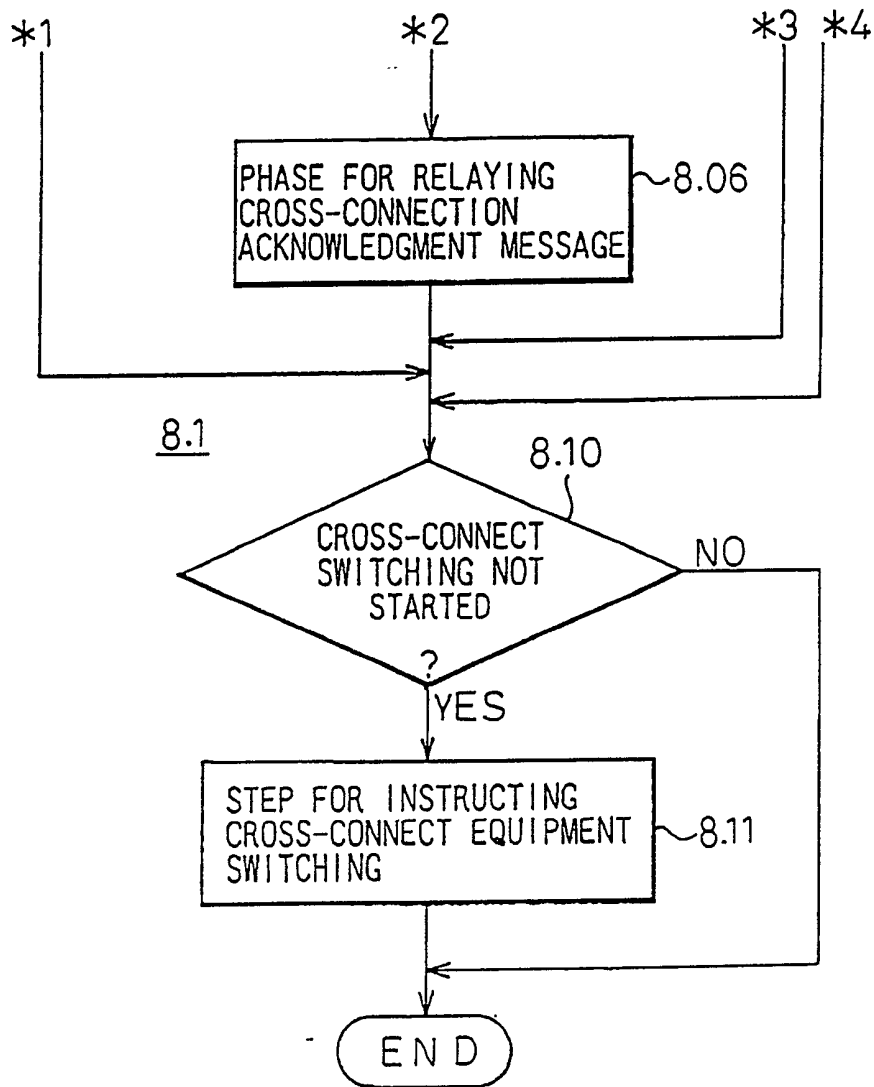 *1 *2 *3 *4
PHASE FOR RELAYING
CROSS-CONNECTION
ACKNOWLEDGMENT MESSAGE
8.06
8.1
8.10
CROSS-CONNECT
SWITCHING NOT
STARTED
?
NO
YES
STEP FOR INSTRUCTING
CROSS-CONNECT EQUIPMENT
SWITCHING
8.11
END